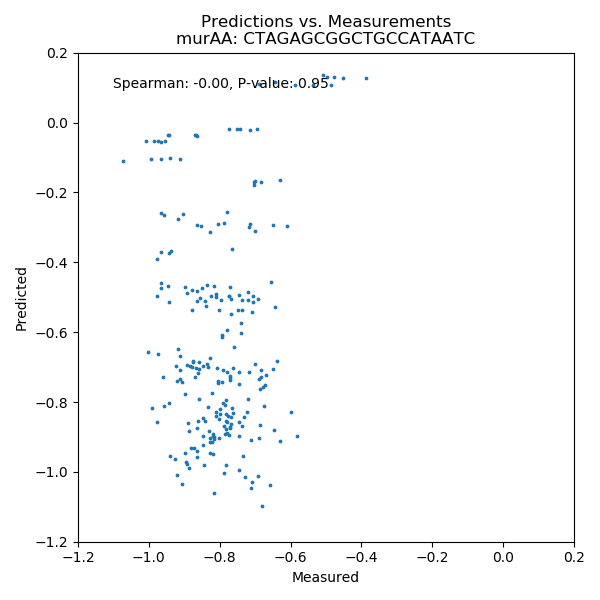 Predictions vs. Measurements
murAA: CTAGAGCGGCTGCCATAATC
Spearman: -0.00, P-value: 0.95
0.2
0.0
−0.2
−0.4
−0.6
−0.8
−1.0
−1.2
Predicted
−1.2 −1.0 −0.8 −0.6 −0.4 −0.2 0.0 0.2
Measured